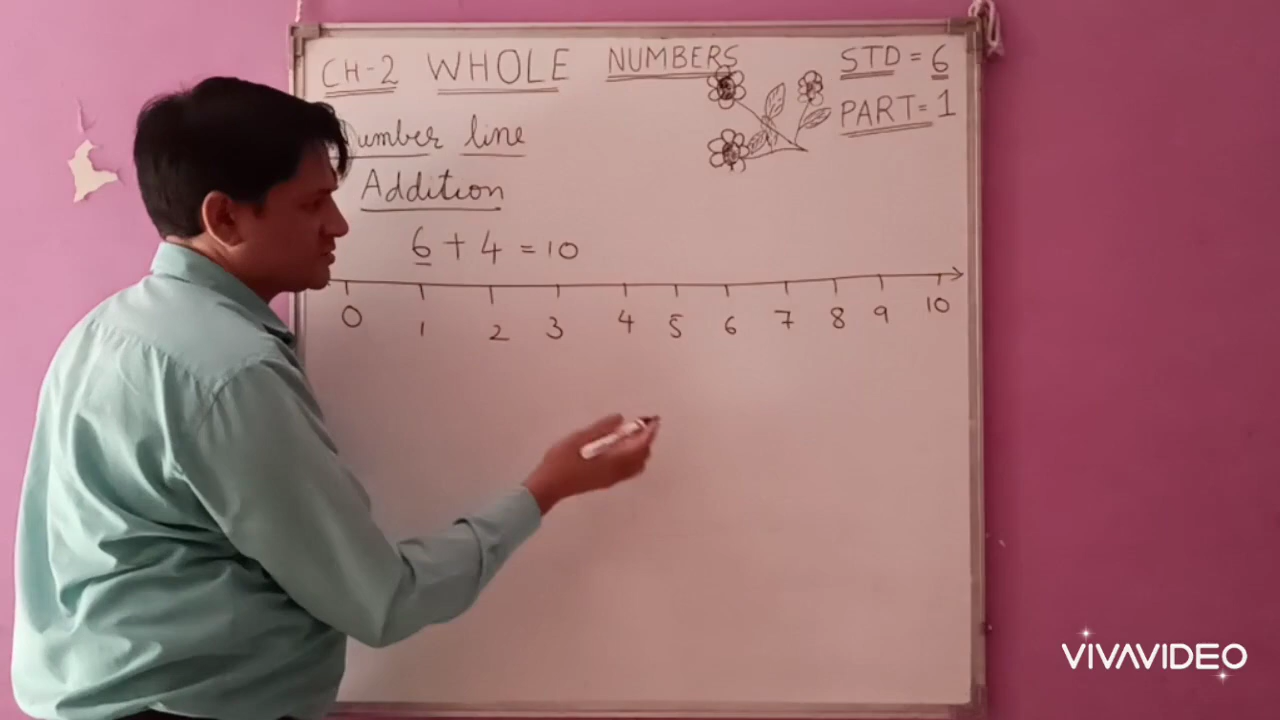 CH-2 WHOLE NUMBERS STD = 6
PART = 1
Number line
Addition
6 + 4 = 10
0 1 2 3 4 5 6 7 8 9 10
VIVAVIDEO